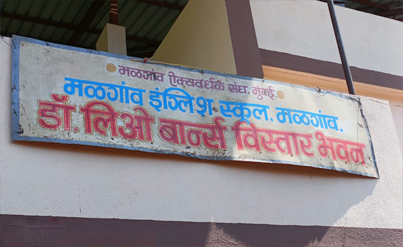 मळगांव ऐक्यवर्धक संघ, मुंबई.
मळगांव इंग्लिश स्कूल, मळगांव.
डॉ. लिओ बार्न्स विस्तार भवन